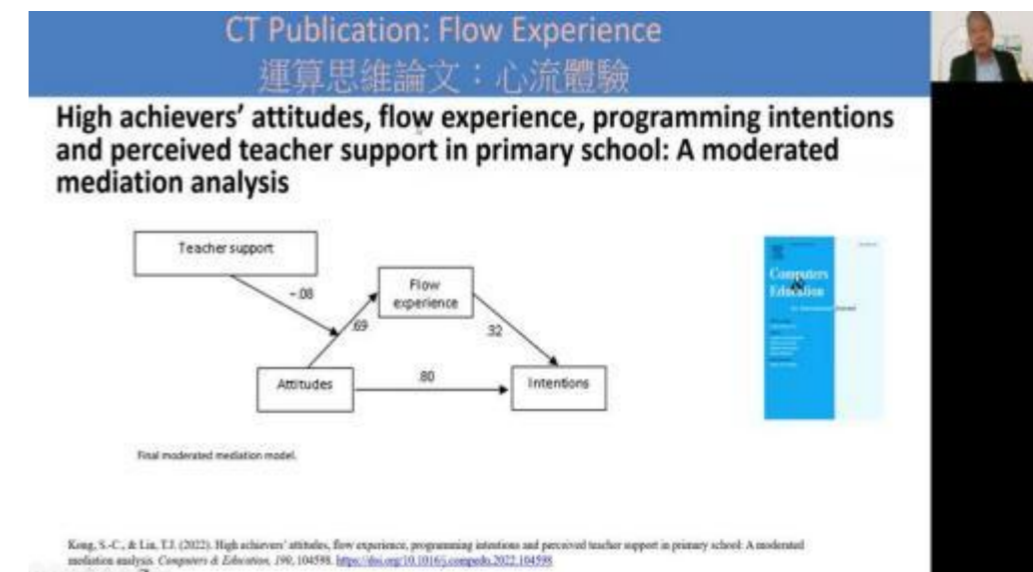 CT Publication: Flow Experience
運算思維論文：心流體驗
High achievers' attitudes, flow experience, programming intentions
and perceived teacher support in primary school: A moderated
mediation analysis
Teacher support
-.08
Flow
experience
.69
.32
Attitudes
.80
Intentions
Computers
&
Education
Final moderated mediation model.
Kong, S.-C., & Lin, T.J. (2022). High achievers' attitudes, flow experience, programming intentions and perceived teacher support in primary school: A moderated
mediation analysis. Computers & Education, 190, 104598. https://doi.org/10.1016/j.compedu.2022.104598